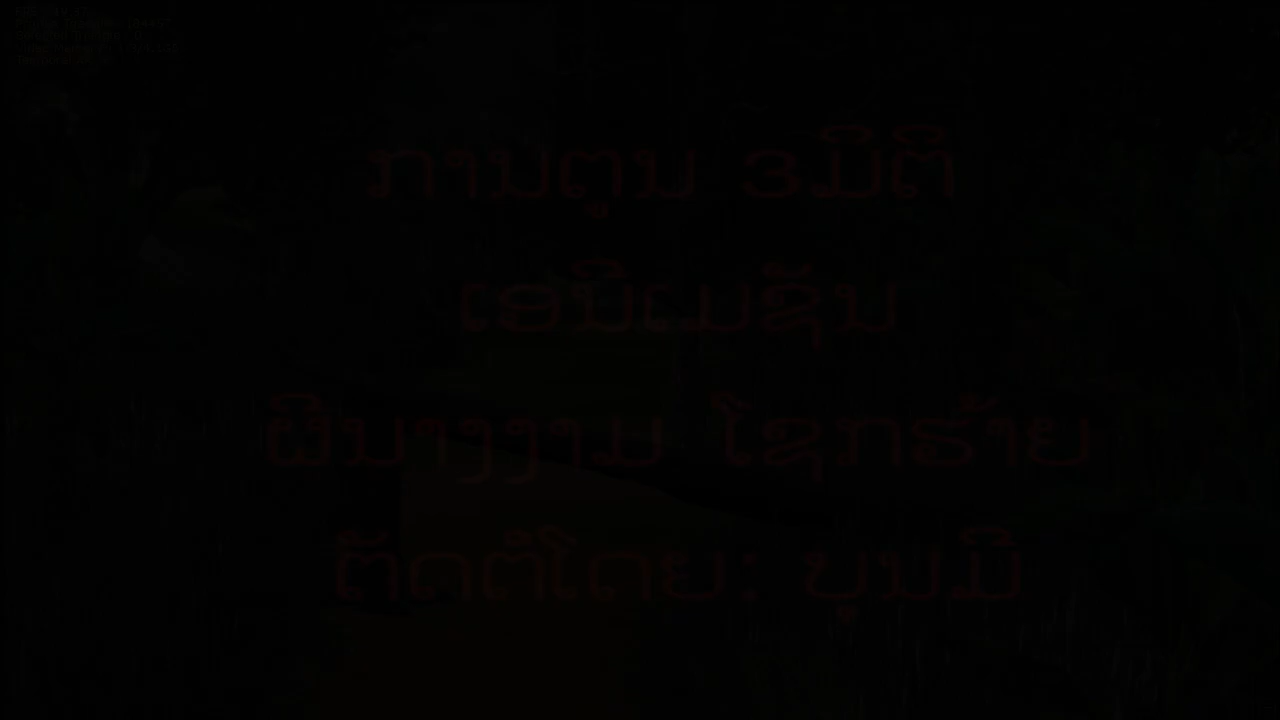 ກາມຕູນ 3ມິຕິ
ເອນິເມຊັນ
ຜີນາງງາມ ໂຊກຮ້າຍ
ຕັດຕໍ່ໂດຍ: ບຸນມີ